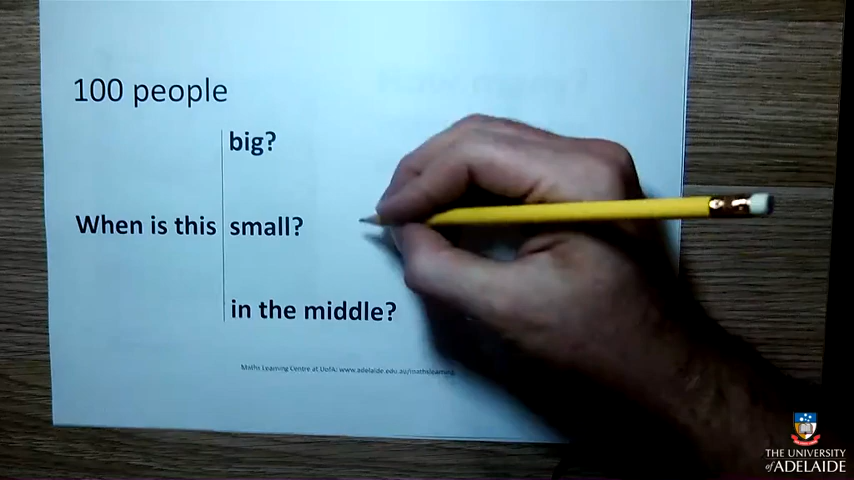 100 people
big?
When is this small?
in the middle?
Maths Learning Centre at UofA: www.adelaide.edu.au/mathslearning
THE UNIVERSITY
of ADELAIDE